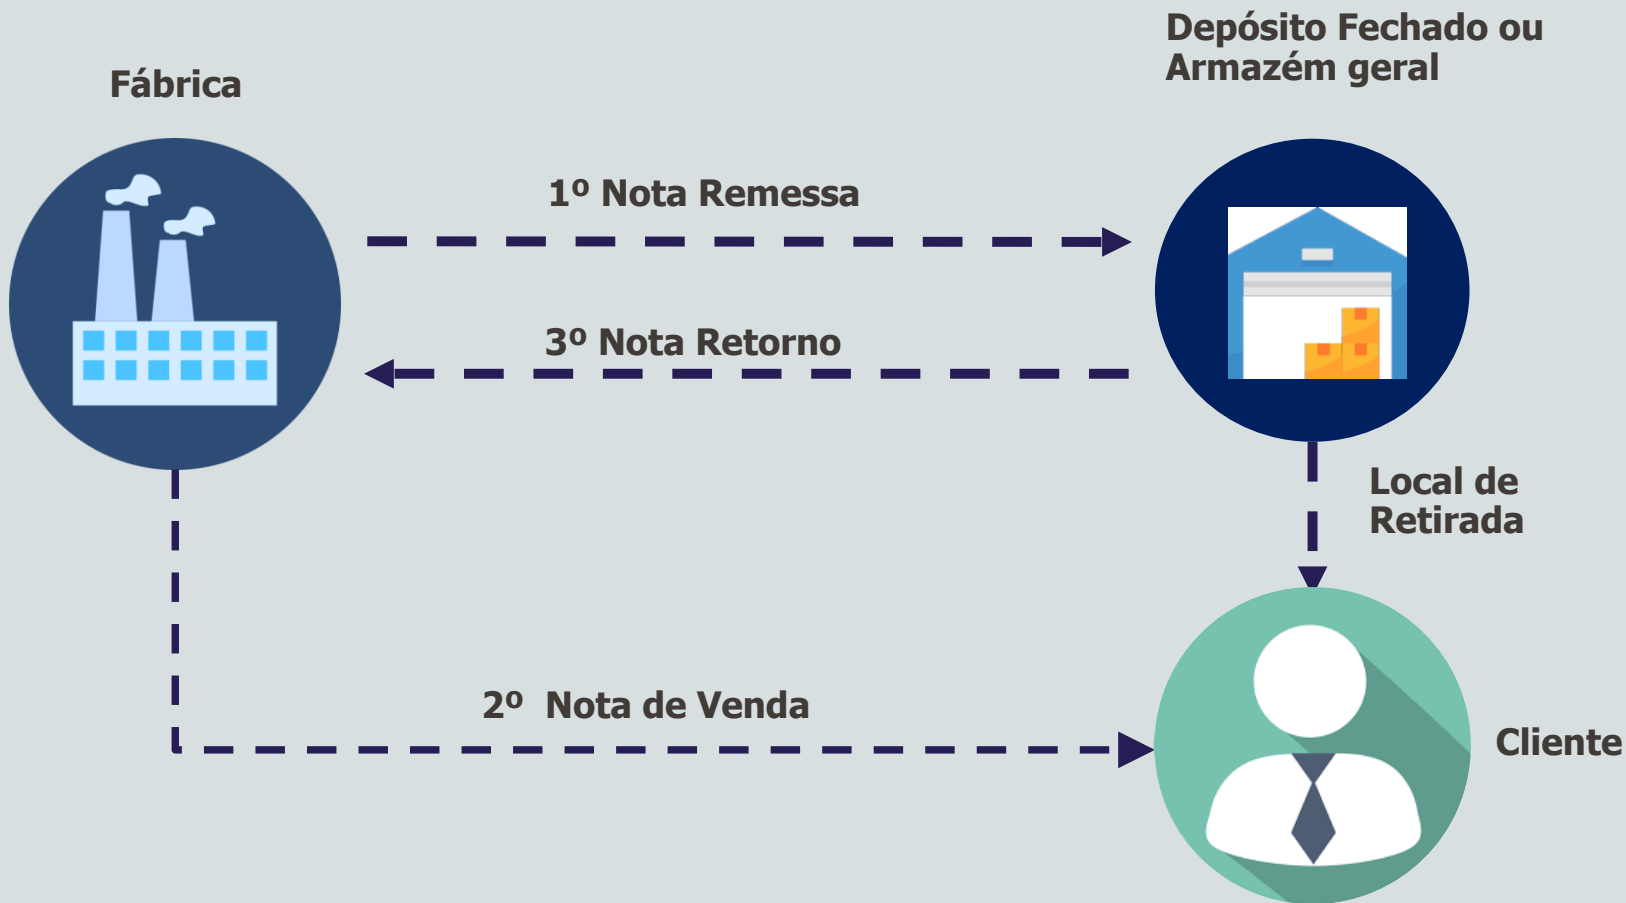 Depósito Fechado ou
Armazém geral
Fábrica
1º Nota Remessa
3º Nota Retorno
Local de
Retirada
2º  Nota de Venda
Cliente